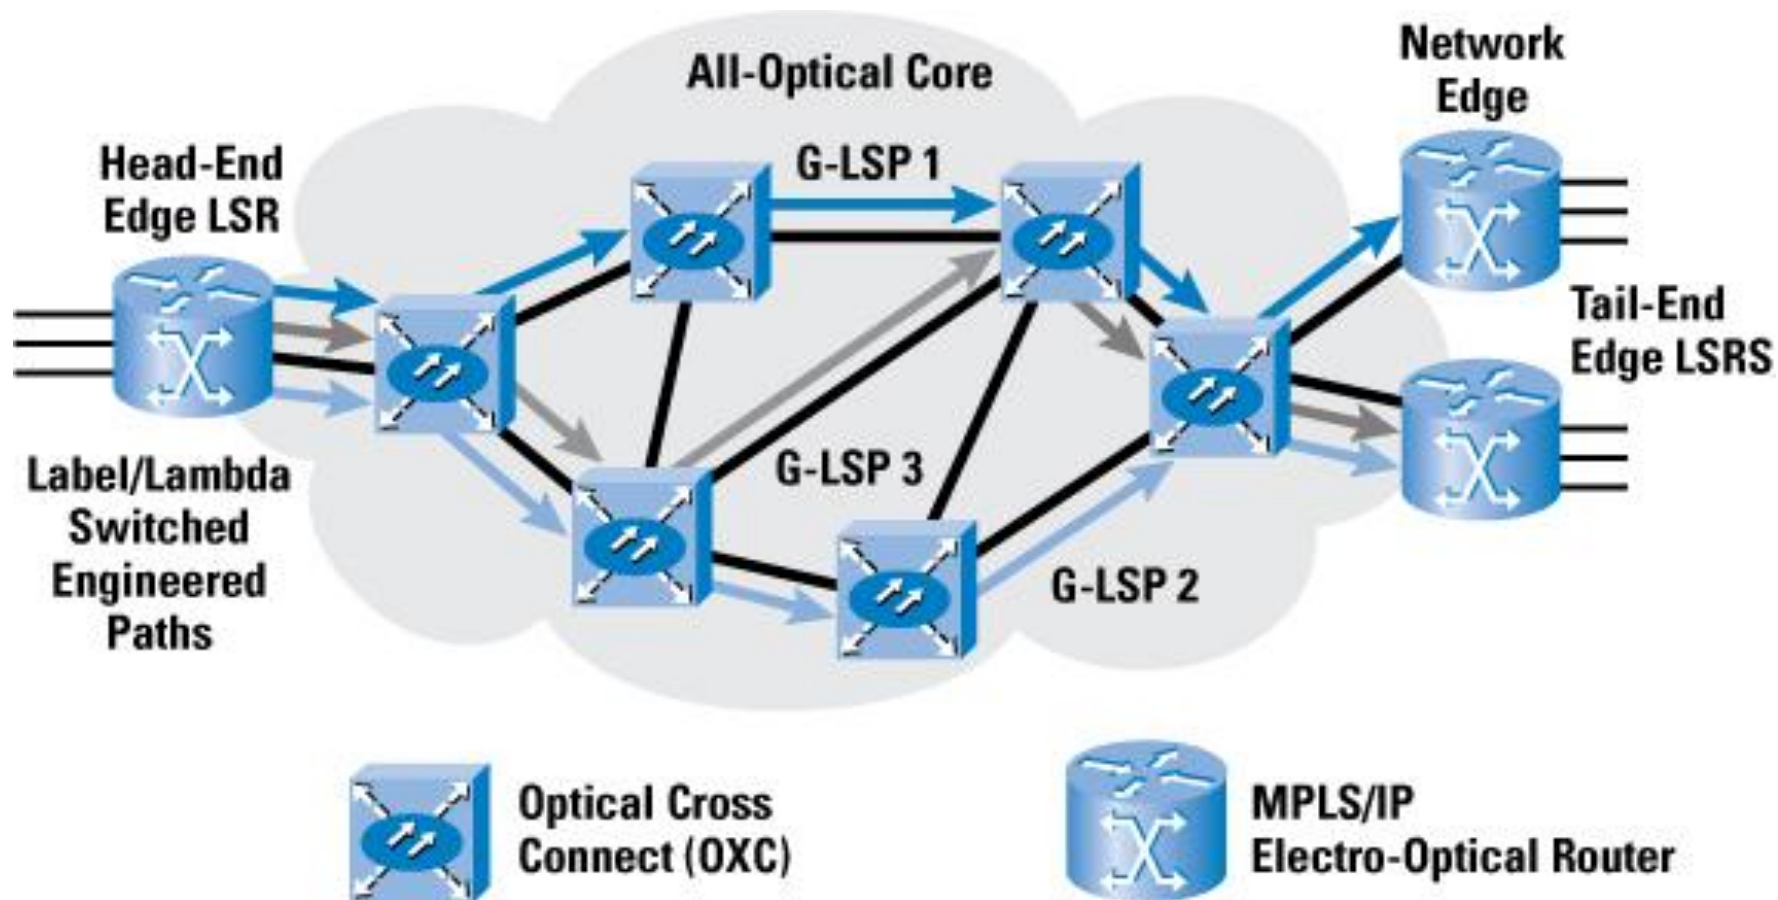 All-Optical Core
Network
Edge
Head-End
Edge LSR
G-LSP 1
Tail-End
Edge LSRS
G-LSP 3
Label/Lambda
Switched
Engineered
Paths
G-LSP 2
Optical Cross
Connect (OXC)
MPLS/IP
Electro-Optical Router